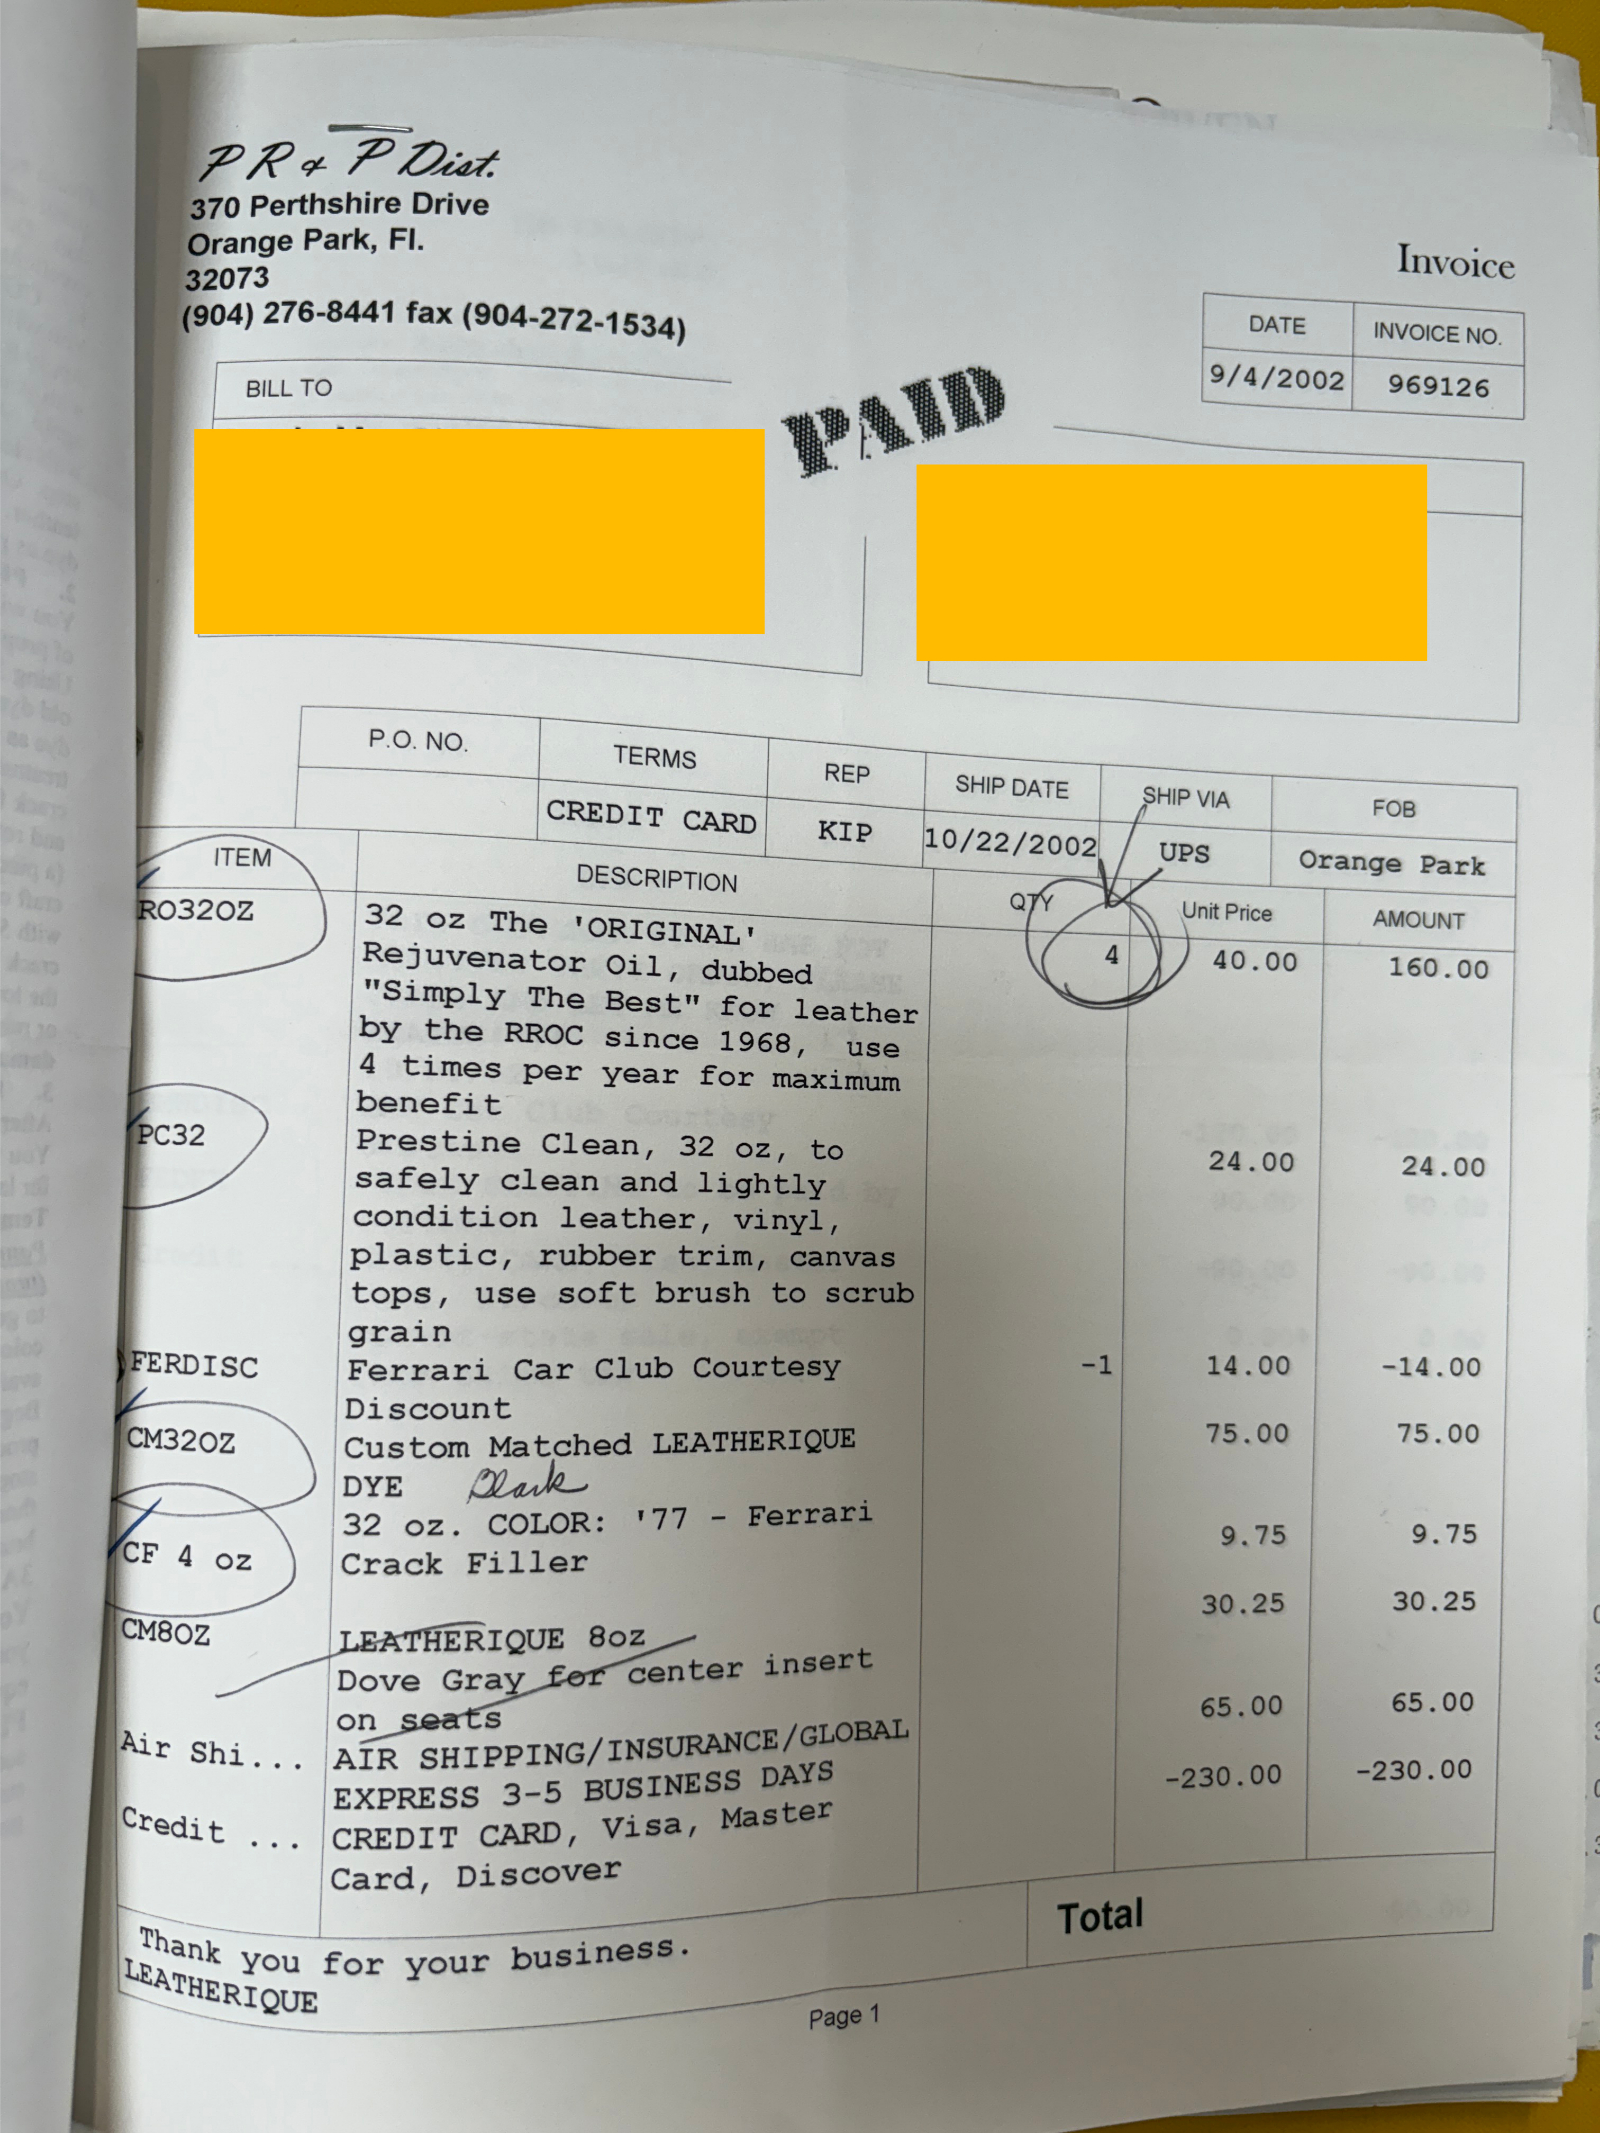 PR & P Dist.
370 Perthshire Drive
Orange Park, Fl.
32073
(904) 276-8441 fax (904-272-1534)
Invoice
DATE INVOICE NO.
9/4/2002 969126
BILL TO
PAID
P.O. NO. TERMS REP SHIP DATE SHIP VIA FOB
CREDIT CARD KIP 10/22/2002 UPS Orange Park
ITEM DESCRIPTION QTY Unit Price AMOUNT
RO32OZ 32 oz The 'ORIGINAL' 4 40.00 160.00
Rejuvenator Oil, dubbed
"Simply The Best" for leather
by the RROC since 1968, use
4 times per year for maximum
benefit
PC32 Prestine Clean, 32 oz, to 24.00 24.00
safely clean and lightly
condition leather, vinyl,
plastic, rubber trim, canvas
tops, use soft brush to scrub
grain
FERDISC Ferrari Car Club Courtesy -1 14.00 -14.00
Discount
CM32OZ Custom Matched LEATHERIQUE 75.00 75.00
DYE Black
32 oz. COLOR: '77 - Ferrari
CF 4 oz Crack Filler 9.75 9.75
CM8OZ LEATHERIQUE 8oz 30.25 30.25
Dove Gray for center insert
on seats
Air Shi... AIR SHIPPING/INSURANCE/GLOBAL 65.00 65.00
EXPRESS 3-5 BUSINESS DAYS
Credit ... CREDIT CARD, Visa, Master -230.00 -230.00
Card, Discover
Thank you for your business.
LEATHERIQUE
Total
Page 1